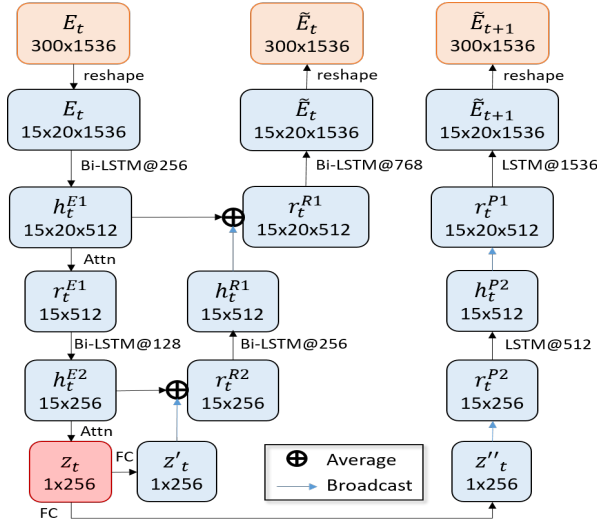 E_t
300x1536
reshape
E_t
15x20x1536
Bi-LSTM@256
h_t^{E1}
15x20x512
Attn
r_t^{E1}
15x512
Bi-LSTM@128
h_t^{E2}
15x256
Attn
z_t
1x256
FC
FC
z'_t
1x256
Ẽ_t
300x1536
reshape
Ẽ_t
15x20x1536
Bi-LSTM@768
r_t^{R1}
15x20x512
h_t^{R1}
15x512
Bi-LSTM@256
r_t^{R2}
15x256
Ẽ_{t+1}
300x1536
reshape
Ẽ_{t+1}
15x20x1536
LSTM@1536
r_t^{P1}
15x20x512
h_t^{P2}
15x512
LSTM@512
r_t^{P2}
15x256
z''_t
1x256
⊕ Average
Broadcast